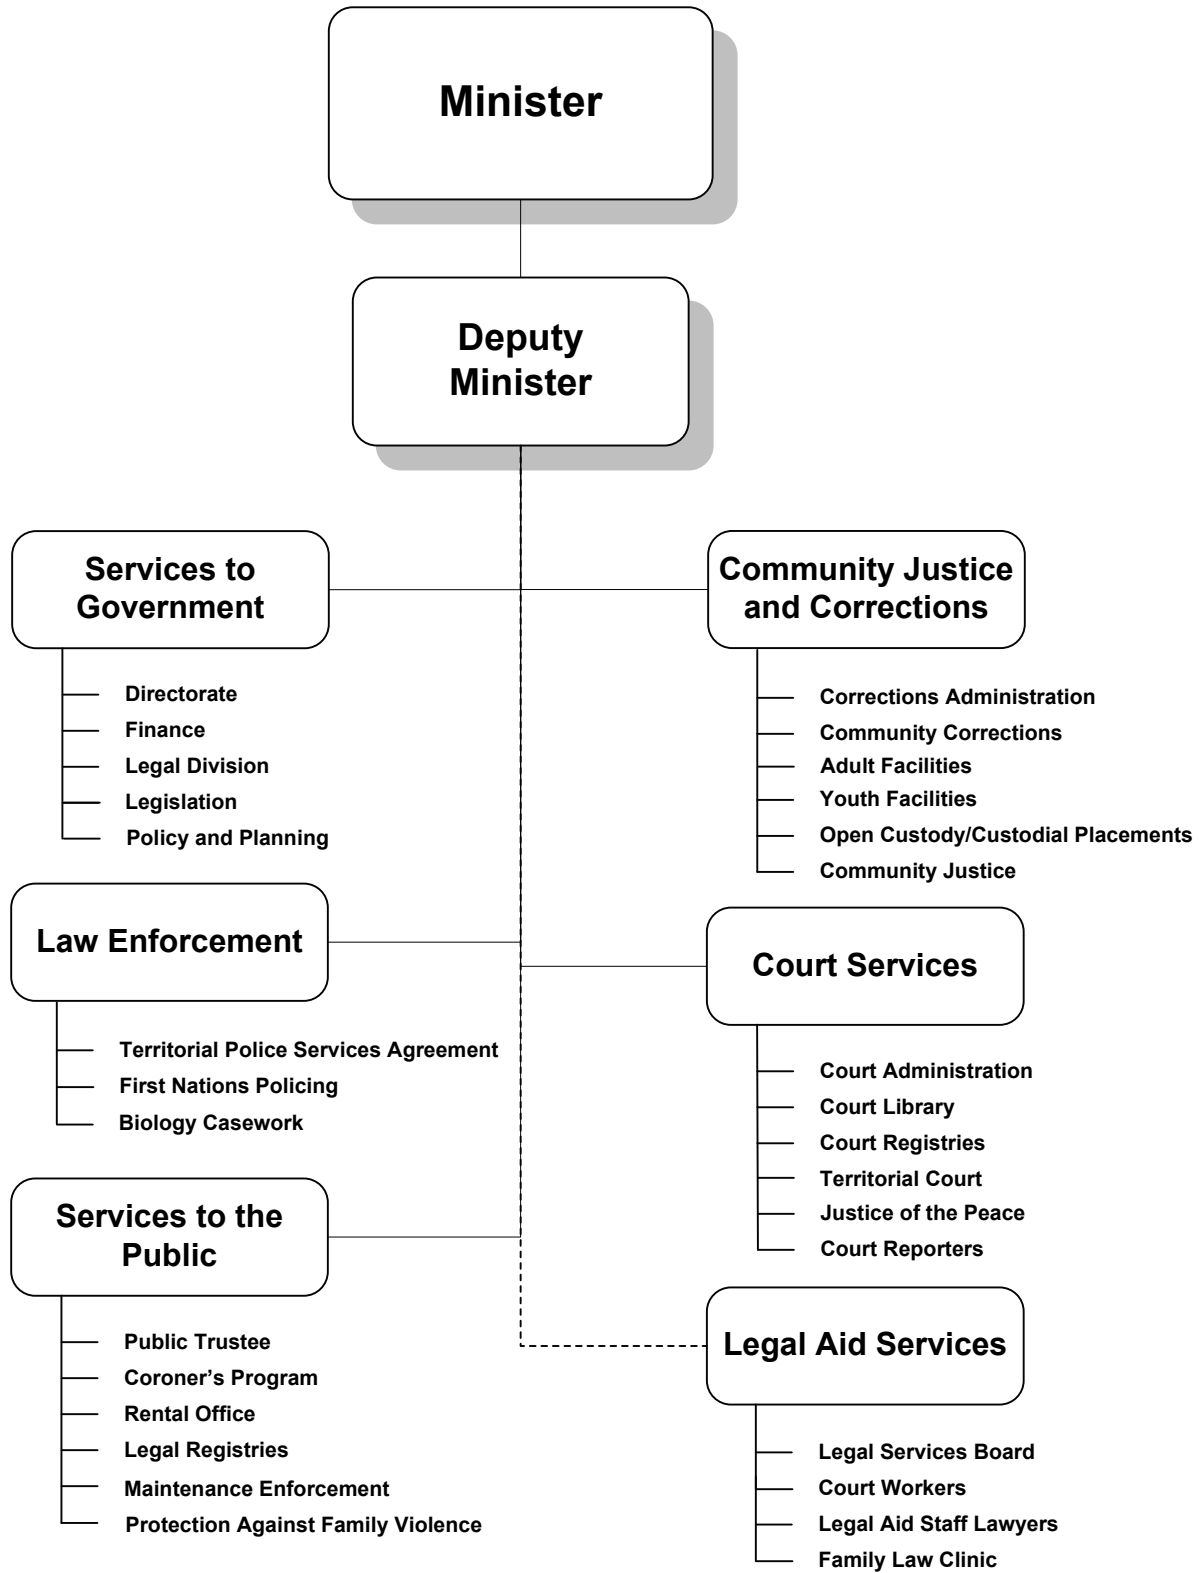 Minister
Deputy
Minister
Services to
Government
Directorate
Finance
Legal Division
Legislation
Policy and Planning
Community Justice
and Corrections
Corrections Administration
Community Corrections
Adult Facilities
Youth Facilities
Open Custody/Custodial Placements
Community Justice
Law Enforcement
Territorial Police Services Agreement
First Nations Policing
Biology Casework
Court Services
Court Administration
Court Library
Court Registries
Territorial Court
Justice of the Peace
Court Reporters
Services to the
Public
Public Trustee
Coroner’s Program
Rental Office
Legal Registries
Maintenance Enforcement
Protection Against Family Violence
Legal Aid Services
Legal Services Board
Court Workers
Legal Aid Staff Lawyers
Family Law Clinic